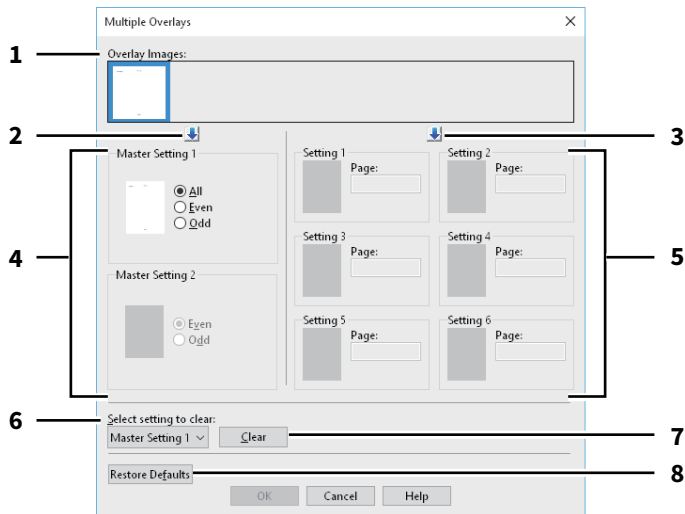 Multiple Overlays
1
Overlay Images:
2
3
Master Setting 1
All
Even
Odd
Master Setting 2
Even
Odd
4
Setting 1
Page:
Setting 2
Page:
Setting 3
Page:
Setting 4
Page:
Setting 5
Page:
Setting 6
Page:
5
6
Select setting to clear:
Master Setting 1
Clear
7
Restore Defaults
8
OK
Cancel
Help